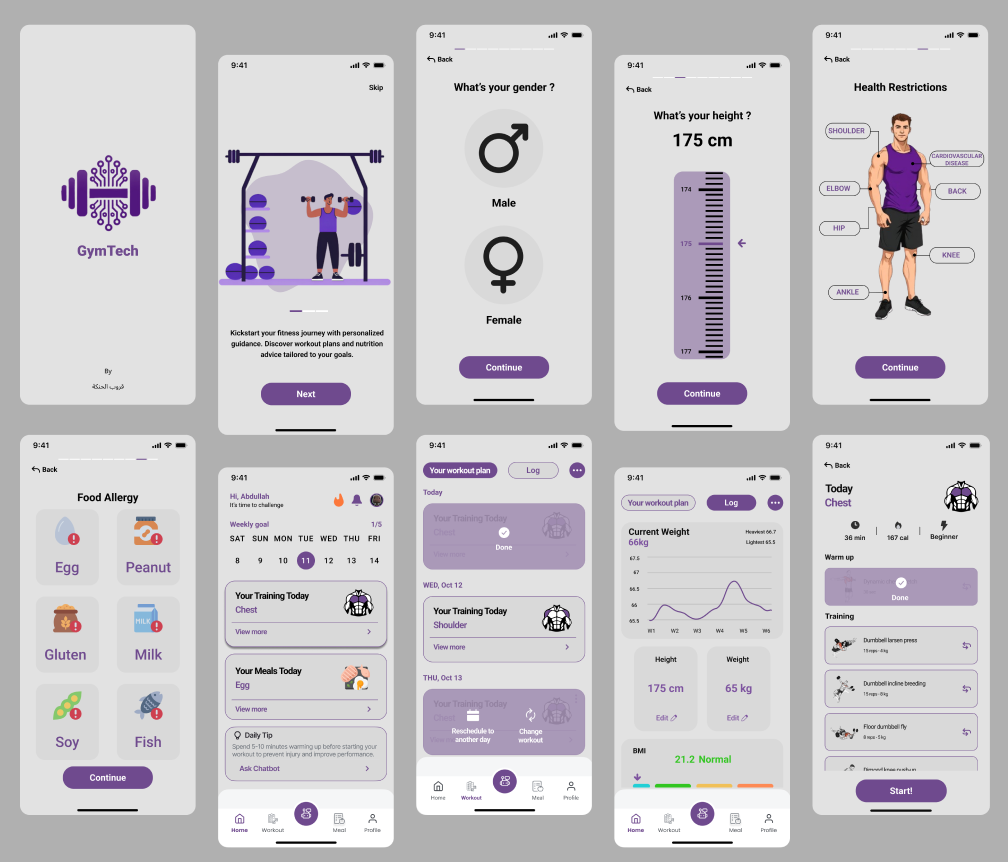 GymTech
By
قروب الحنكة
9:41
Skip
Kickstart your fitness journey with personalized
guidance. Discover workout plans and nutrition
advice tailored to your goals.
Next
9:41
Back
What's your gender ?
Male
Female
Continue
9:41
Back
What's your height ?
175 cm
174
175
176
177
Continue
9:41
Back
Health Restrictions
SHOULDER
CARDIOVASCULAR
DISEASE
ELBOW
BACK
HIP
KNEE
ANKLE
Continue
9:41
Back
Food Allergy
Egg
Peanut
Gluten
MILK
Milk
Soy
Fish
Continue
9:41
Hi, Abdullah
It's time to challenge
Weekly goal 1/5
SAT SUN MON TUE WED THU FRI
8 9 10 11 12 13 14
Your Training Today
Chest
View more
Your Meals Today
Egg
View more
Daily Tip
Spend 5-10 minutes warming up before starting your
workout to prevent injury and improve performance.
Ask Chatbot
Home Workout Meal Profile
9:41
Your workout plan Log
Today
Your Training Today
Chest
Done
View more
WED, Oct 12
Your Training Today
Shoulder
View more
THU, Oct 13
Your Training Today
Chest
Reschedule to
another day
Change
workout
Home Workout Meal Profile
9:41
Your workout plan Log
Current Weight
66kg
Heaviest 66.7
Lightest 65.5
67.5
67
66.5
66
65.5
W1 W2 W3 W4 W5 W6
Height
175 cm
Edit
Weight
65 kg
Edit
BMI
21.2 Normal
Home Workout Meal Profile
9:41
Back
Today
Chest
36 min
167 cal
Beginner
Warm up
Done
Training
Dumbbell larsen press
15 reps - 4 kg
Dumbbell incline breeding
15 reps - 8 kg
Floor dumbbell fly
8 reps - 0 kg
Start!